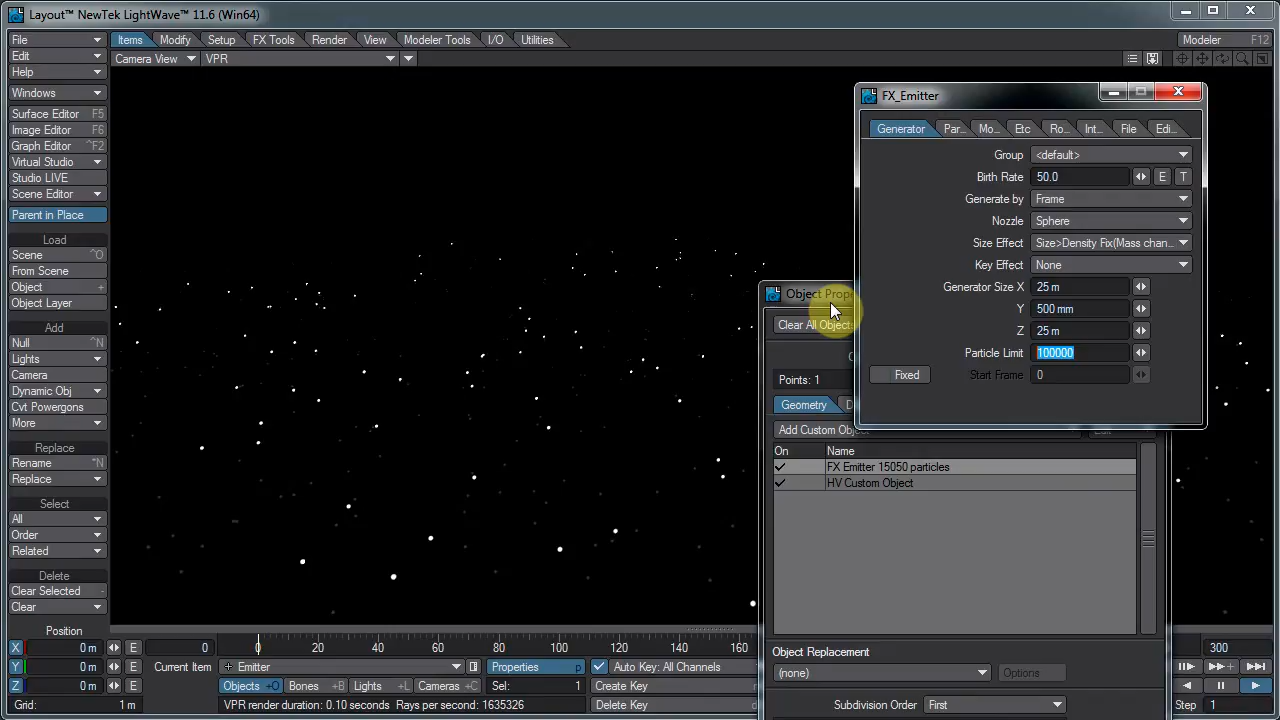 Layout™ NewTek LightWave™ 11.6 (Win64)
File
Items Modify Setup FX Tools Render View Modeler Tools I/O Utilities
Modeler F12
Edit
Camera View VPR
Help
Windows
Surface Editor F5
Image Editor F6
Graph Editor ^F2
Virtual Studio
Studio LIVE
Scene Editor
Parent in Place
Load
Scene ^O
From Scene
Object +
Object Layer
Add
Null ^N
Lights
Camera
Dynamic Obj
Cvt Powergons
More
Replace
Rename "N
Replace
Select
All
Order
Related
Delete
Clear Selected -
Clear
Position
X 0 m E
Y 0 m E
Z 0 m E
Grid: 1 m
FX_Emitter
Generator Par... Mo... Etc Ro... Int... File Edi...
Group <default>
Birth Rate 50.0 E T
Generate by Frame
Nozzle Sphere
Size Effect Size>Density Fix(Mass chan...
Key Effect None
Generator Size X 25 m
Y 500 mm
Z 25 m
Particle Limit 100000
Fixed Start Frame 0
Object Prope
Clear All Object
Points: 1
Geometry D
Add Custom Object
On Name
FX Emitter 15050 particles
HV Custom Object
Object Replacement
(none) Options
Subdivision Order First
0 0 20 40 60 80 100 120 140 160 300
Current Item Emitter Properties p Auto Key: All Channels
Objects +O Bones +B Lights +L Cameras +C Sel: 1 Create Key
VPR render duration: 0.10 seconds Rays per second: 1635326 Delete Key
Step 1